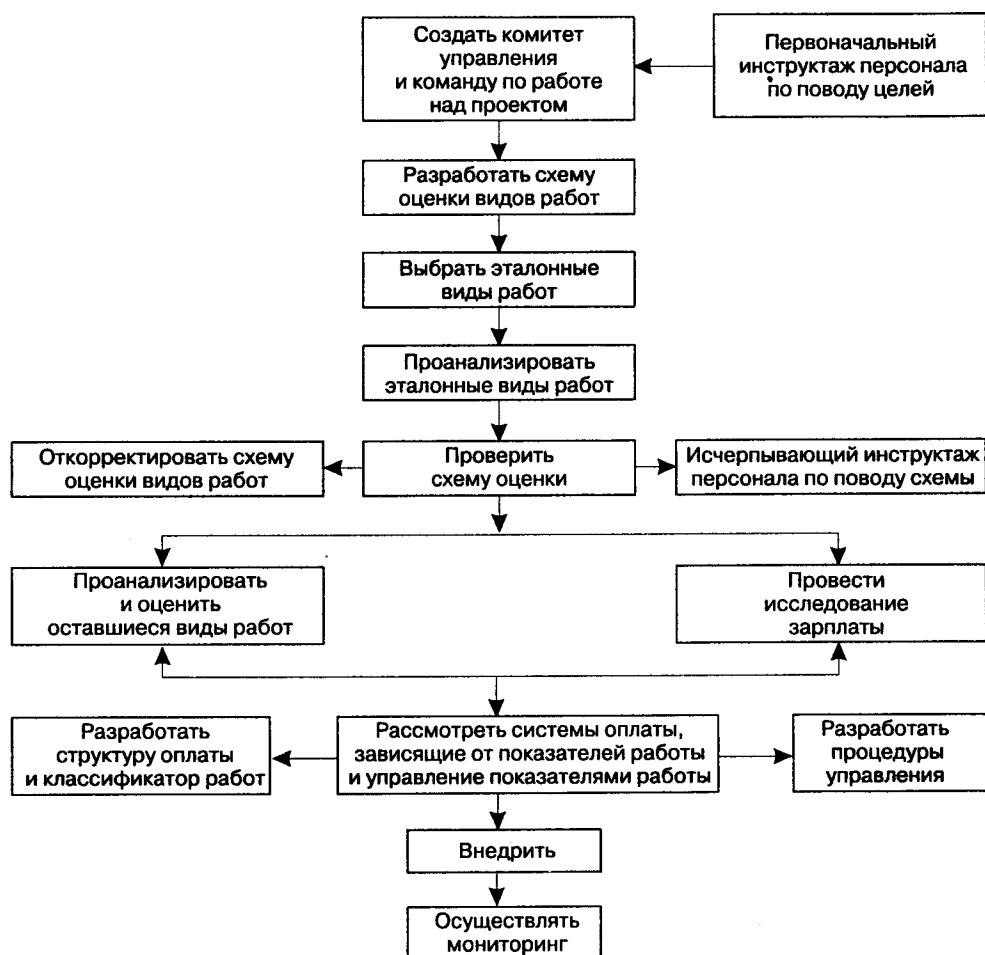 Создать комитет
управления
и команду по работе
над проектом
Первоначальный
инструктаж персонала
по поводу целей
Разработать схему
оценки видов работ
Выбрать эталонные
виды работ
Проанализировать
эталонные виды работ
Откорректировать схему
оценки видов работ
Проверить
схему оценки
Исчерпывающий инструктаж
персонала по поводу схемы
Проанализировать
и оценить
оставшиеся виды работ
Провести
исследование
зарплаты
Разработать
структуру оплаты
и классификатор работ
Рассмотреть системы оплаты,
зависящие от показателей работы
и управление показателями работы
Разработать
процедуры
управления
Внедрить
Осуществлять
мониторинг